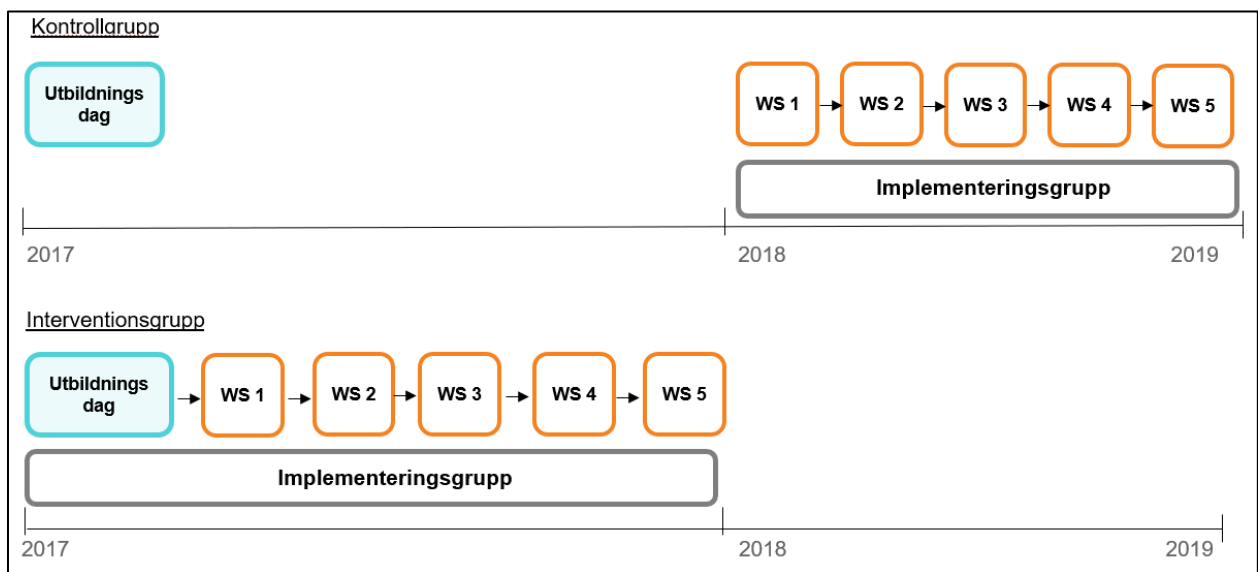 Kontrollgrupp
Utbildnings
dag
WS 1
WS 2
WS 3
WS 4
WS 5
Implementeringsgrupp
2017
2018
2019
Interventionsgrupp
Utbildnings
dag
WS 1
WS 2
WS 3
WS 4
WS 5
Implementeringsgrupp
2017
2018
2019